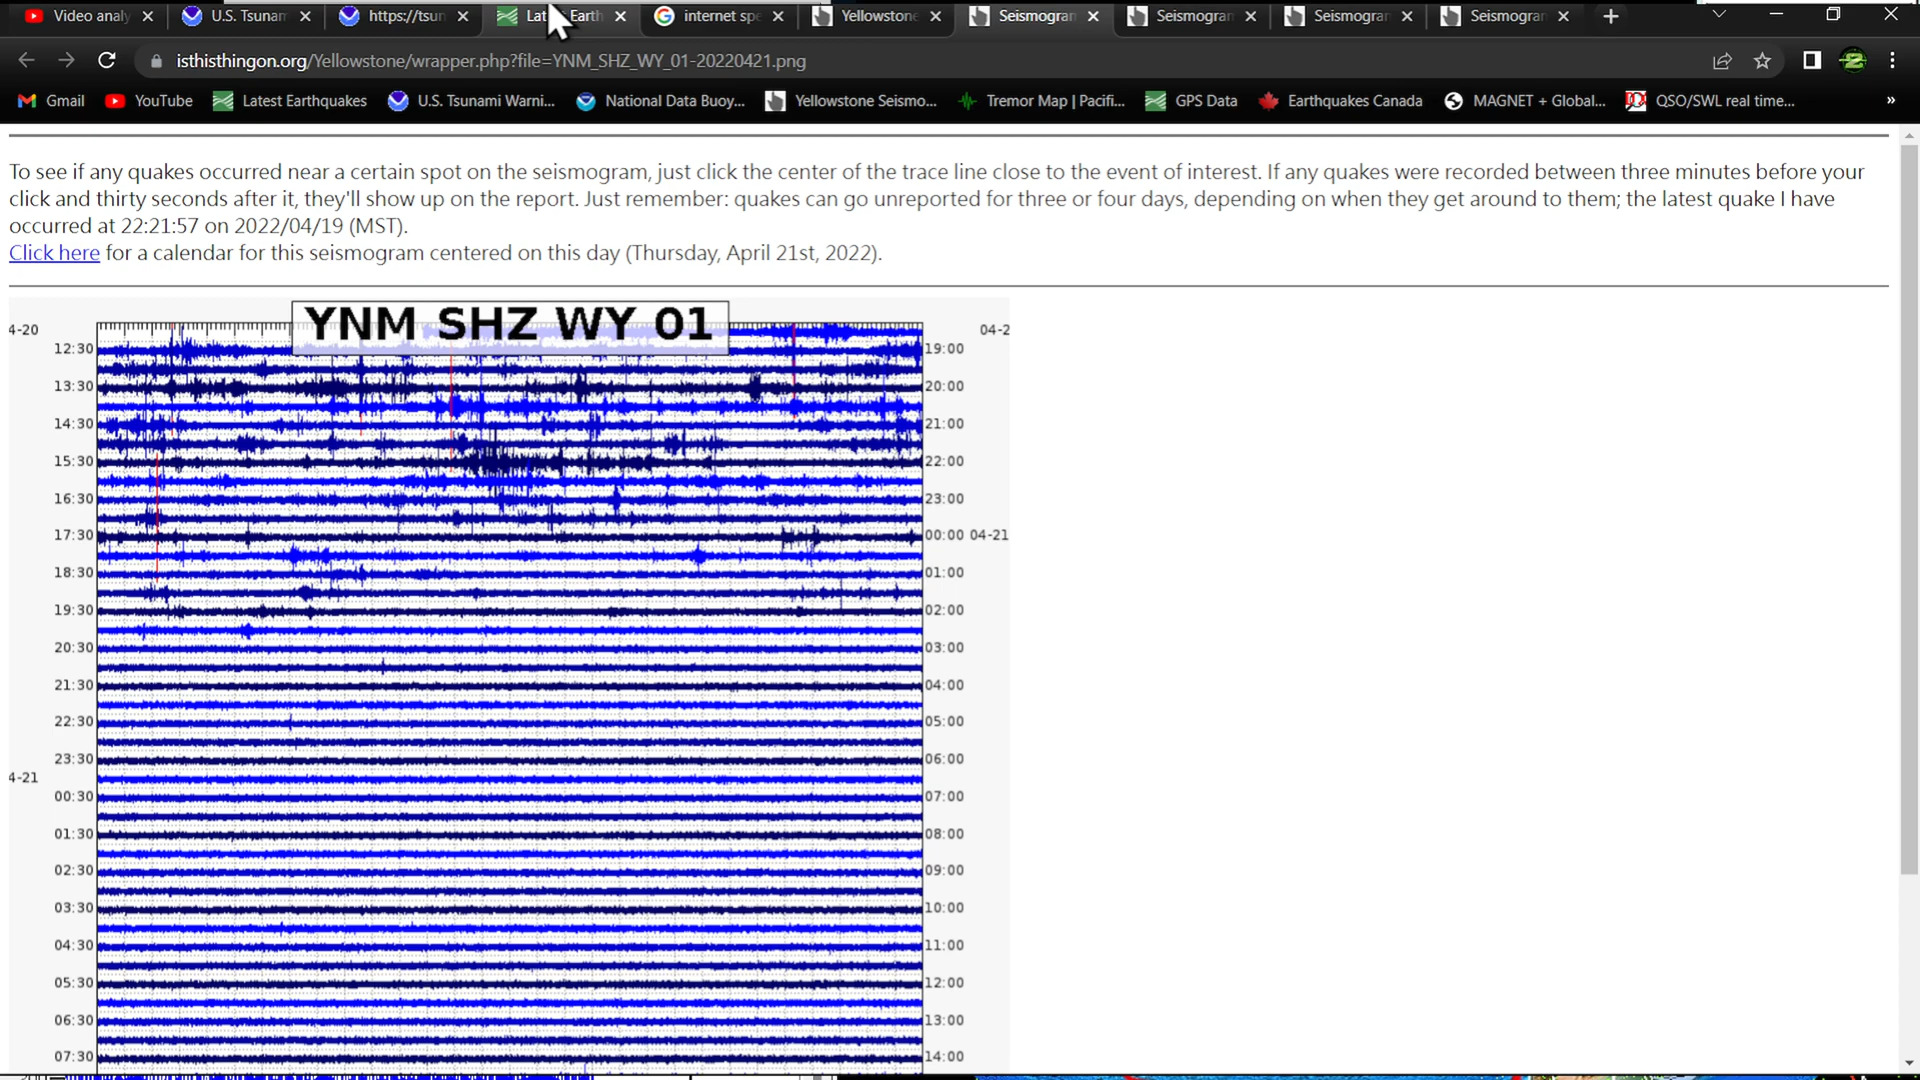 Video analy
U.S. Tsunam
https://tsun
Lat Earth
internet spe
Yellowstone
Seismogran
Seismogran
Seismogran
Seismogran
isthisthingon.org/Yellowstone/wrapper.php?file=YNM_SHZ_WY_01-20220421.png
Gmail
YouTube
Latest Earthquakes
U.S. Tsunami Warni...
National Data Buoy...
Yellowstone Seismo...
Tremor Map | Pacifi...
GPS Data
Earthquakes Canada
MAGNET + Global...
QSO/SWL real time...
»
To see if any quakes occurred near a certain spot on the seismogram, just click the center of the trace line close to the event of interest. If any quakes were recorded between three minutes before your
click and thirty seconds after it, they'll show up on the report. Just remember: quakes can go unreported for three or four days, depending on when they get around to them; the latest quake I have
occurred at 22:21:57 on 2022/04/19 (MST).
Click here for a calendar for this seismogram centered on this day (Thursday, April 21st, 2022).
YNM SHZ WY 01
4-20 04-2
12:30 19:00
13:30 20:00
14:30 21:00
15:30 22:00
16:30 23:00
17:30 00:00 04-21
18:30 01:00
19:30 02:00
20:30 03:00
21:30 04:00
22:30 05:00
23:30 06:00
4-21
00:30 07:00
01:30 08:00
02:30 09:00
03:30 10:00
04:30 11:00
05:30 12:00
06:30 13:00
07:30 14:00